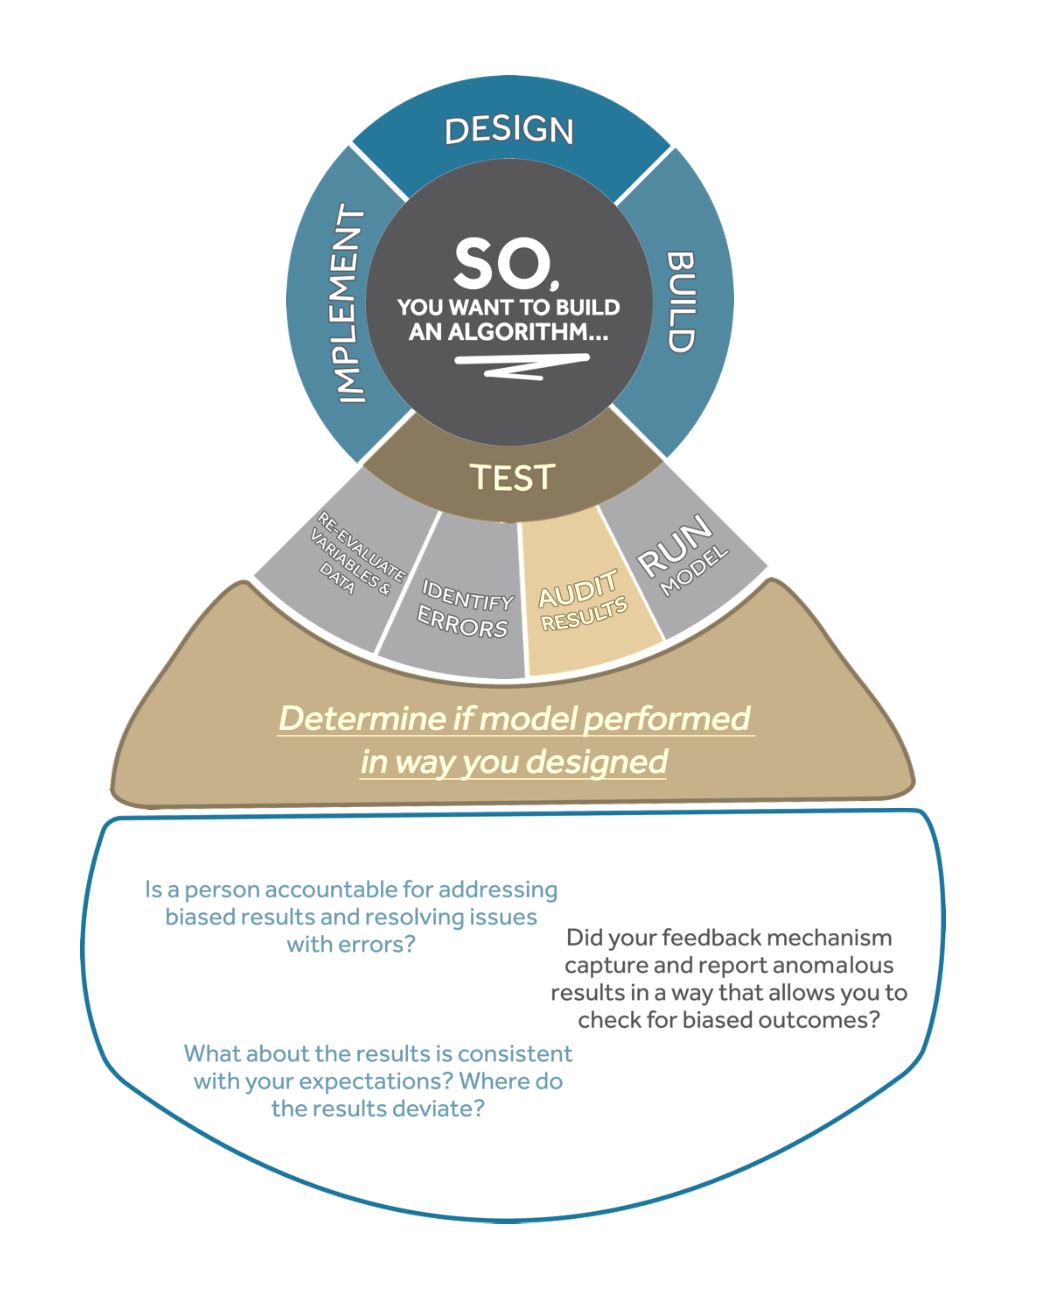 DESIGN
IMPLEMENT
BUILD
SO,
YOU WANT TO BUILD
AN ALGORITHM...
TEST
RE-EVALUATE
VARIABLES &
DATA
IDENTIFY
ERRORS
AUDIT
RESULTS
RUN
MODEL
Determine if model performed
in way you designed
Is a person accountable for addressing
biased results and resolving issues
with errors?
Did your feedback mechanism
capture and report anomalous
results in a way that allows you to
check for biased outcomes?
What about the results is consistent
with your expectations? Where do
the results deviate?